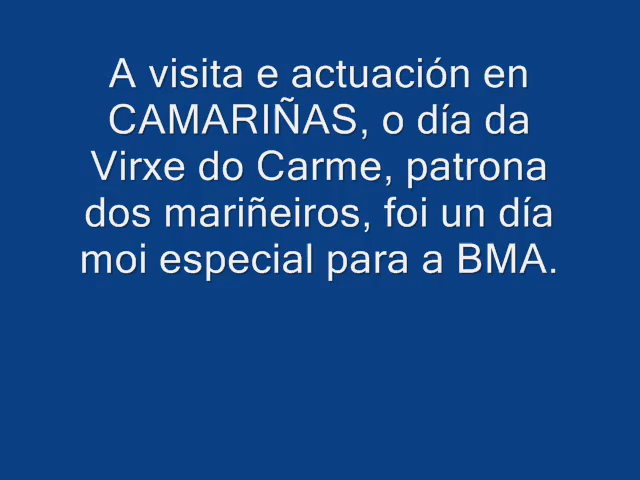 A visita e actuación en
CAMARIÑAS, o día da
Virxe do Carme, patrona
dos mariñeiros, foi un día
moi especial para a BMA.